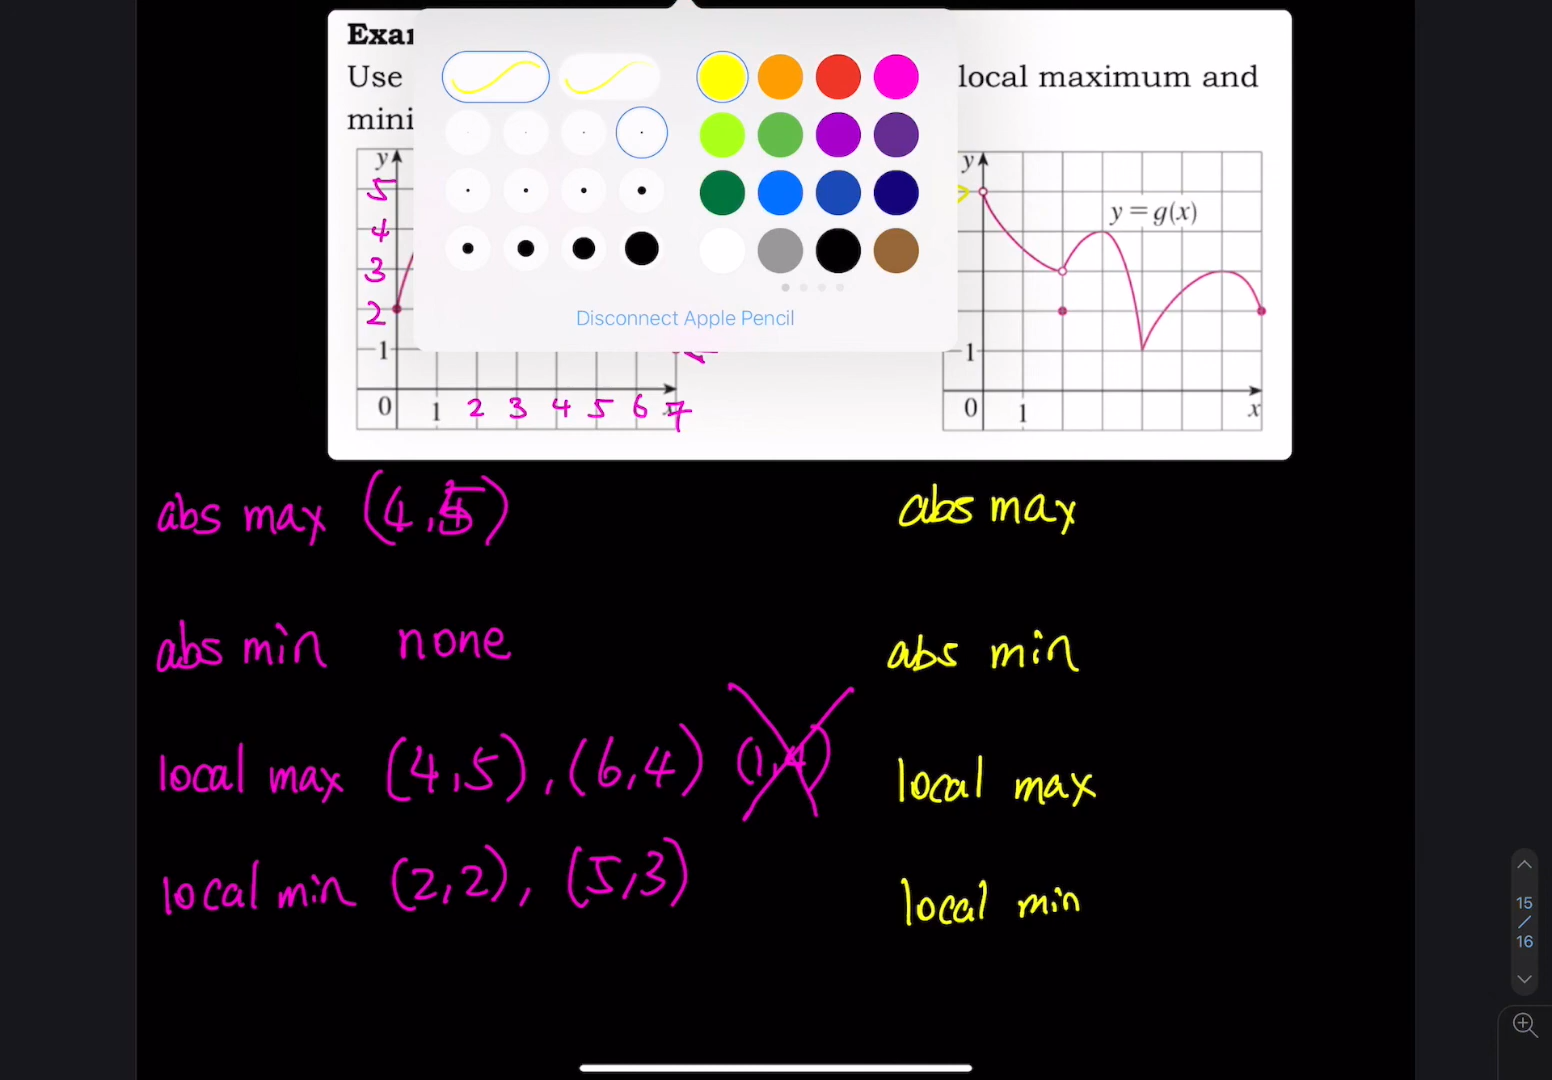 Exa
Use local maximum and
mini
y
5
4
3
2
1
0 1 2 3 4 5 6 7
Disconnect Apple Pencil
y
y = g(x)
1
0 1 x
abs max (4,5)
abs min none
local max (4,5), (6,4) (1,4)
local min (2,2), (5,3)
abs max
abs min
local max
local min
15
/
16